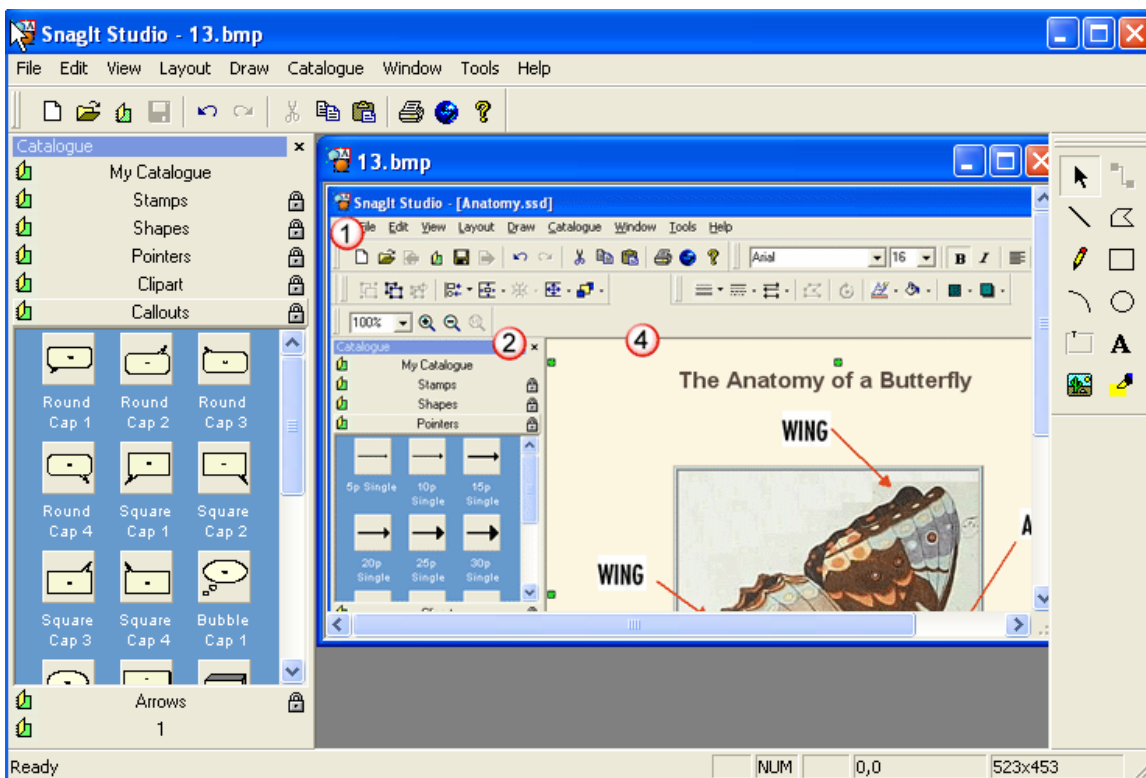 SnagIt Studio - 13.bmp
File Edit View Layout Draw Catalogue Window Tools Help
Catalogue
My Catalogue
Stamps
Shapes
Pointers
Clipart
Callouts
Round Cap 1
Round Cap 2
Round Cap 3
Round Cap 4
Square Cap 1
Square Cap 2
Square Cap 3
Square Cap 4
Bubble Cap 1
Arrows
1
13.bmp
SnagIt Studio - [Anatomy.ssd]
1
File Edit View Layout Draw Catalogue Window Tools Help
Arial 16 B I
100%
2
4
Catalogue
My Catalogue
Stamps
Shapes
Pointers
5p Single
10p Single
15p Single
20p Single
25p Single
30p Single
The Anatomy of a Butterfly
WING
WING
A
A
Ready NUM 0,0 523x453